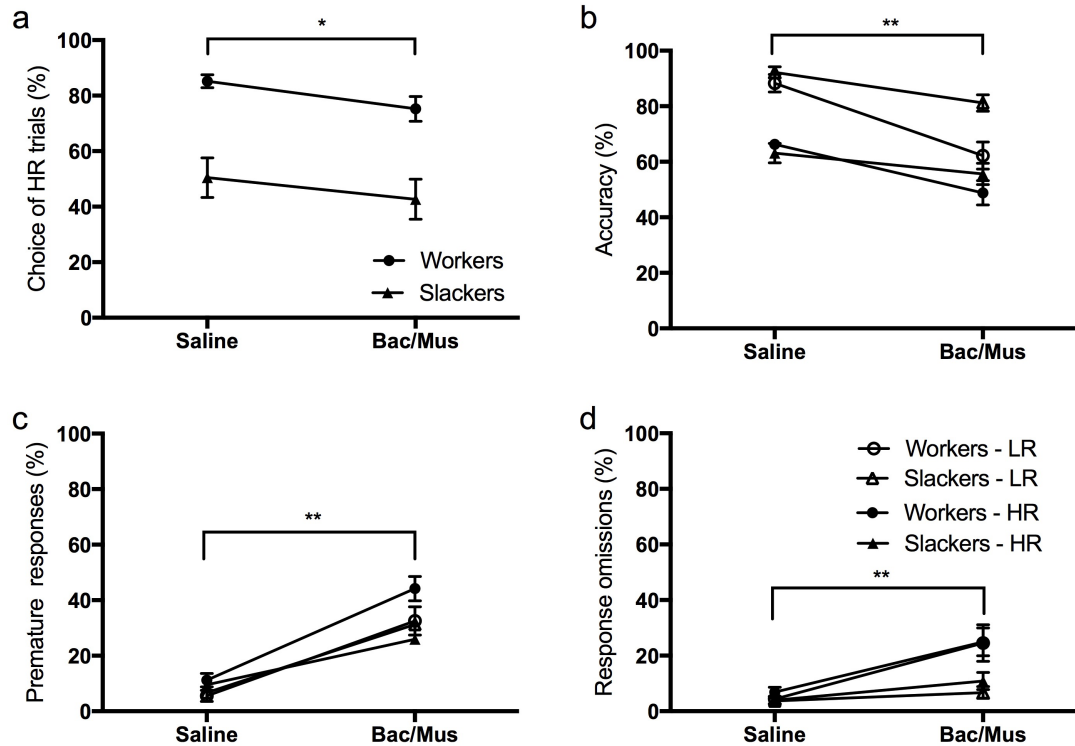 a
*
Choice of HR trials (%)
100
80
60
40
20
0
Saline
Bac/Mus
Workers
Slackers
b
**
Accuracy (%)
100
80
60
40
20
0
Saline
Bac/Mus
c
**
Premature responses (%)
100
80
60
40
20
0
Saline
Bac/Mus
d
**
Response omissions (%)
100
80
60
40
20
0
Saline
Bac/Mus
Workers - LR
Slackers - LR
Workers - HR
Slackers - HR